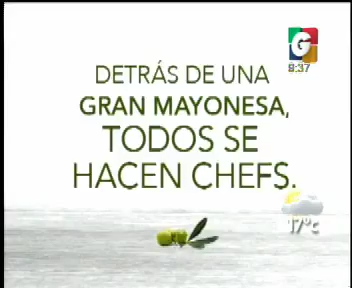 G
8:37
DETRÁS DE UNA
GRAN MAYONESA,
TODOS SE
HACEN CHEFS.
17°C